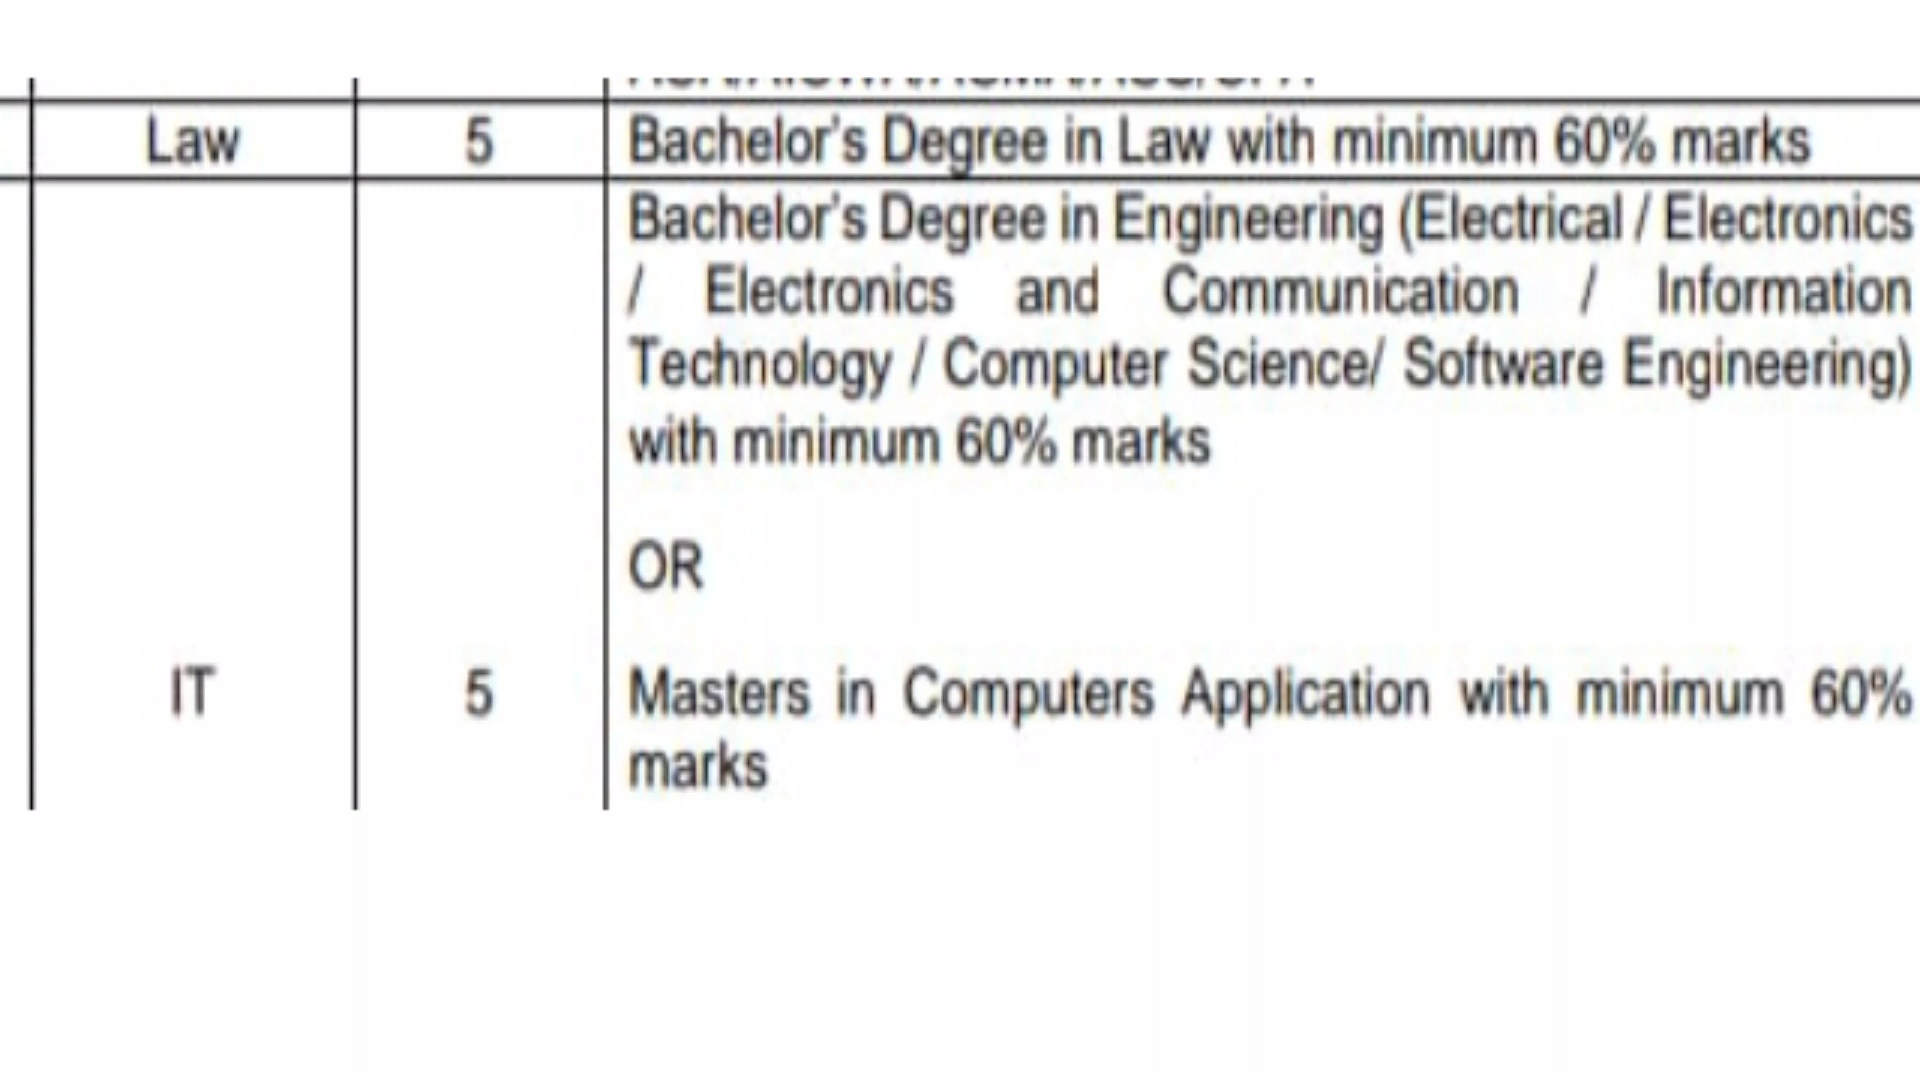 Law 5 Bachelor's Degree in Law with minimum 60% marks
Bachelor's Degree in Engineering (Electrical / Electronics
/ Electronics and Communication / Information
Technology / Computer Science/ Software Engineering)
with minimum 60% marks
OR
IT 5 Masters in Computers Application with minimum 60%
marks